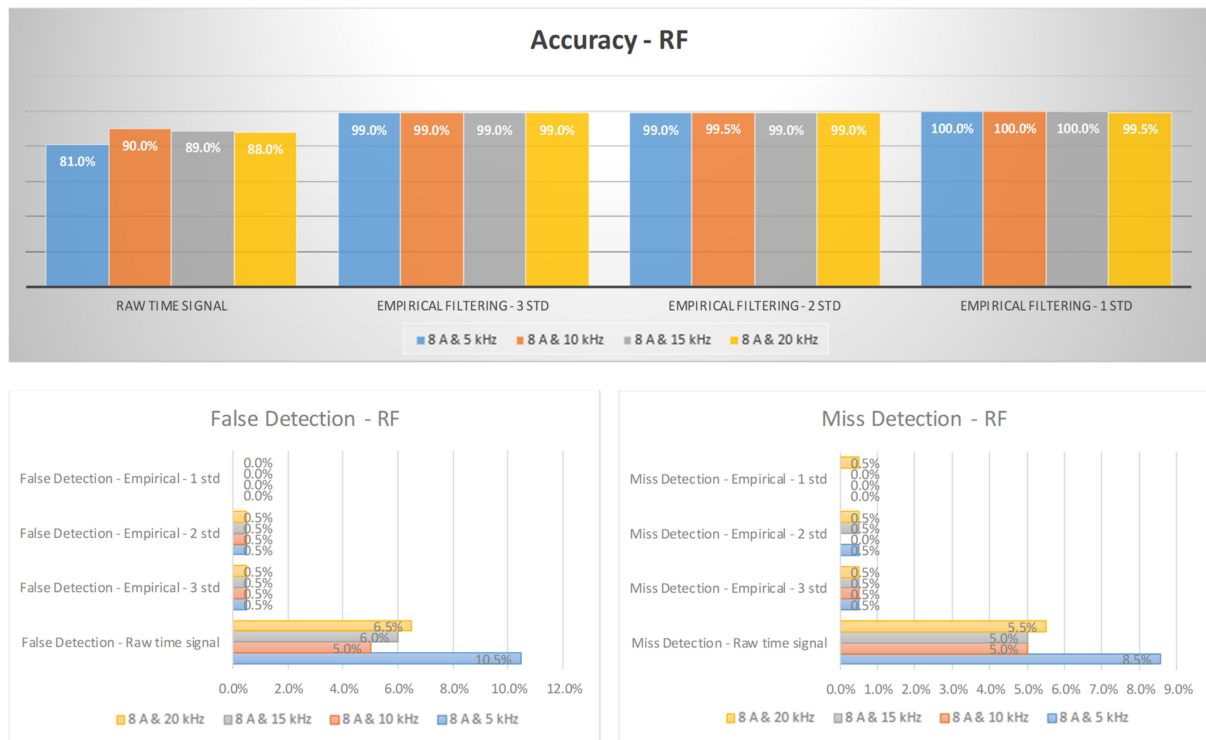 Accuracy - RF
81.0%
90.0%
89.0%
88.0%
99.0%
99.0%
99.0%
99.0%
99.0%
99.5%
99.0%
99.0%
100.0%
100.0%
100.0%
99.5%
RAW TIME SIGNAL
EMPIRICAL FILTERING - 3 STD
EMPIRICAL FILTERING - 2 STD
EMPIRICAL FILTERING - 1 STD
8 A & 5 kHz
8 A & 10 kHz
8 A & 15 kHz
8 A & 20 kHz
False Detection - RF
False Detection - Empirical - 1 std
0.0%
0.0%
0.0%
0.0%
False Detection - Empirical - 2 std
0.5%
0.5%
0.5%
0.5%
False Detection - Empirical - 3 std
0.5%
0.5%
0.5%
0.5%
False Detection - Raw time signal
6.5%
6.0%
5.0%
10.5%
0.0% 2.0% 4.0% 6.0% 8.0% 10.0% 12.0%
8 A & 20 kHz
8 A & 15 kHz
8 A & 10 kHz
8 A & 5 kHz
Miss Detection - RF
Miss Detection - Empirical - 1 std
0.5%
0.0%
0.0%
0.0%
Miss Detection - Empirical - 2 std
0.5%
0.5%
0.0%
0.5%
Miss Detection - Empirical - 3 std
0.5%
0.5%
0.5%
0.5%
Miss Detection - Raw time signal
5.5%
5.0%
5.0%
8.5%
0.0% 1.0% 2.0% 3.0% 4.0% 5.0% 6.0% 7.0% 8.0% 9.0%
8 A & 20 kHz
8 A & 15 kHz
8 A & 10 kHz
8 A & 5 kHz